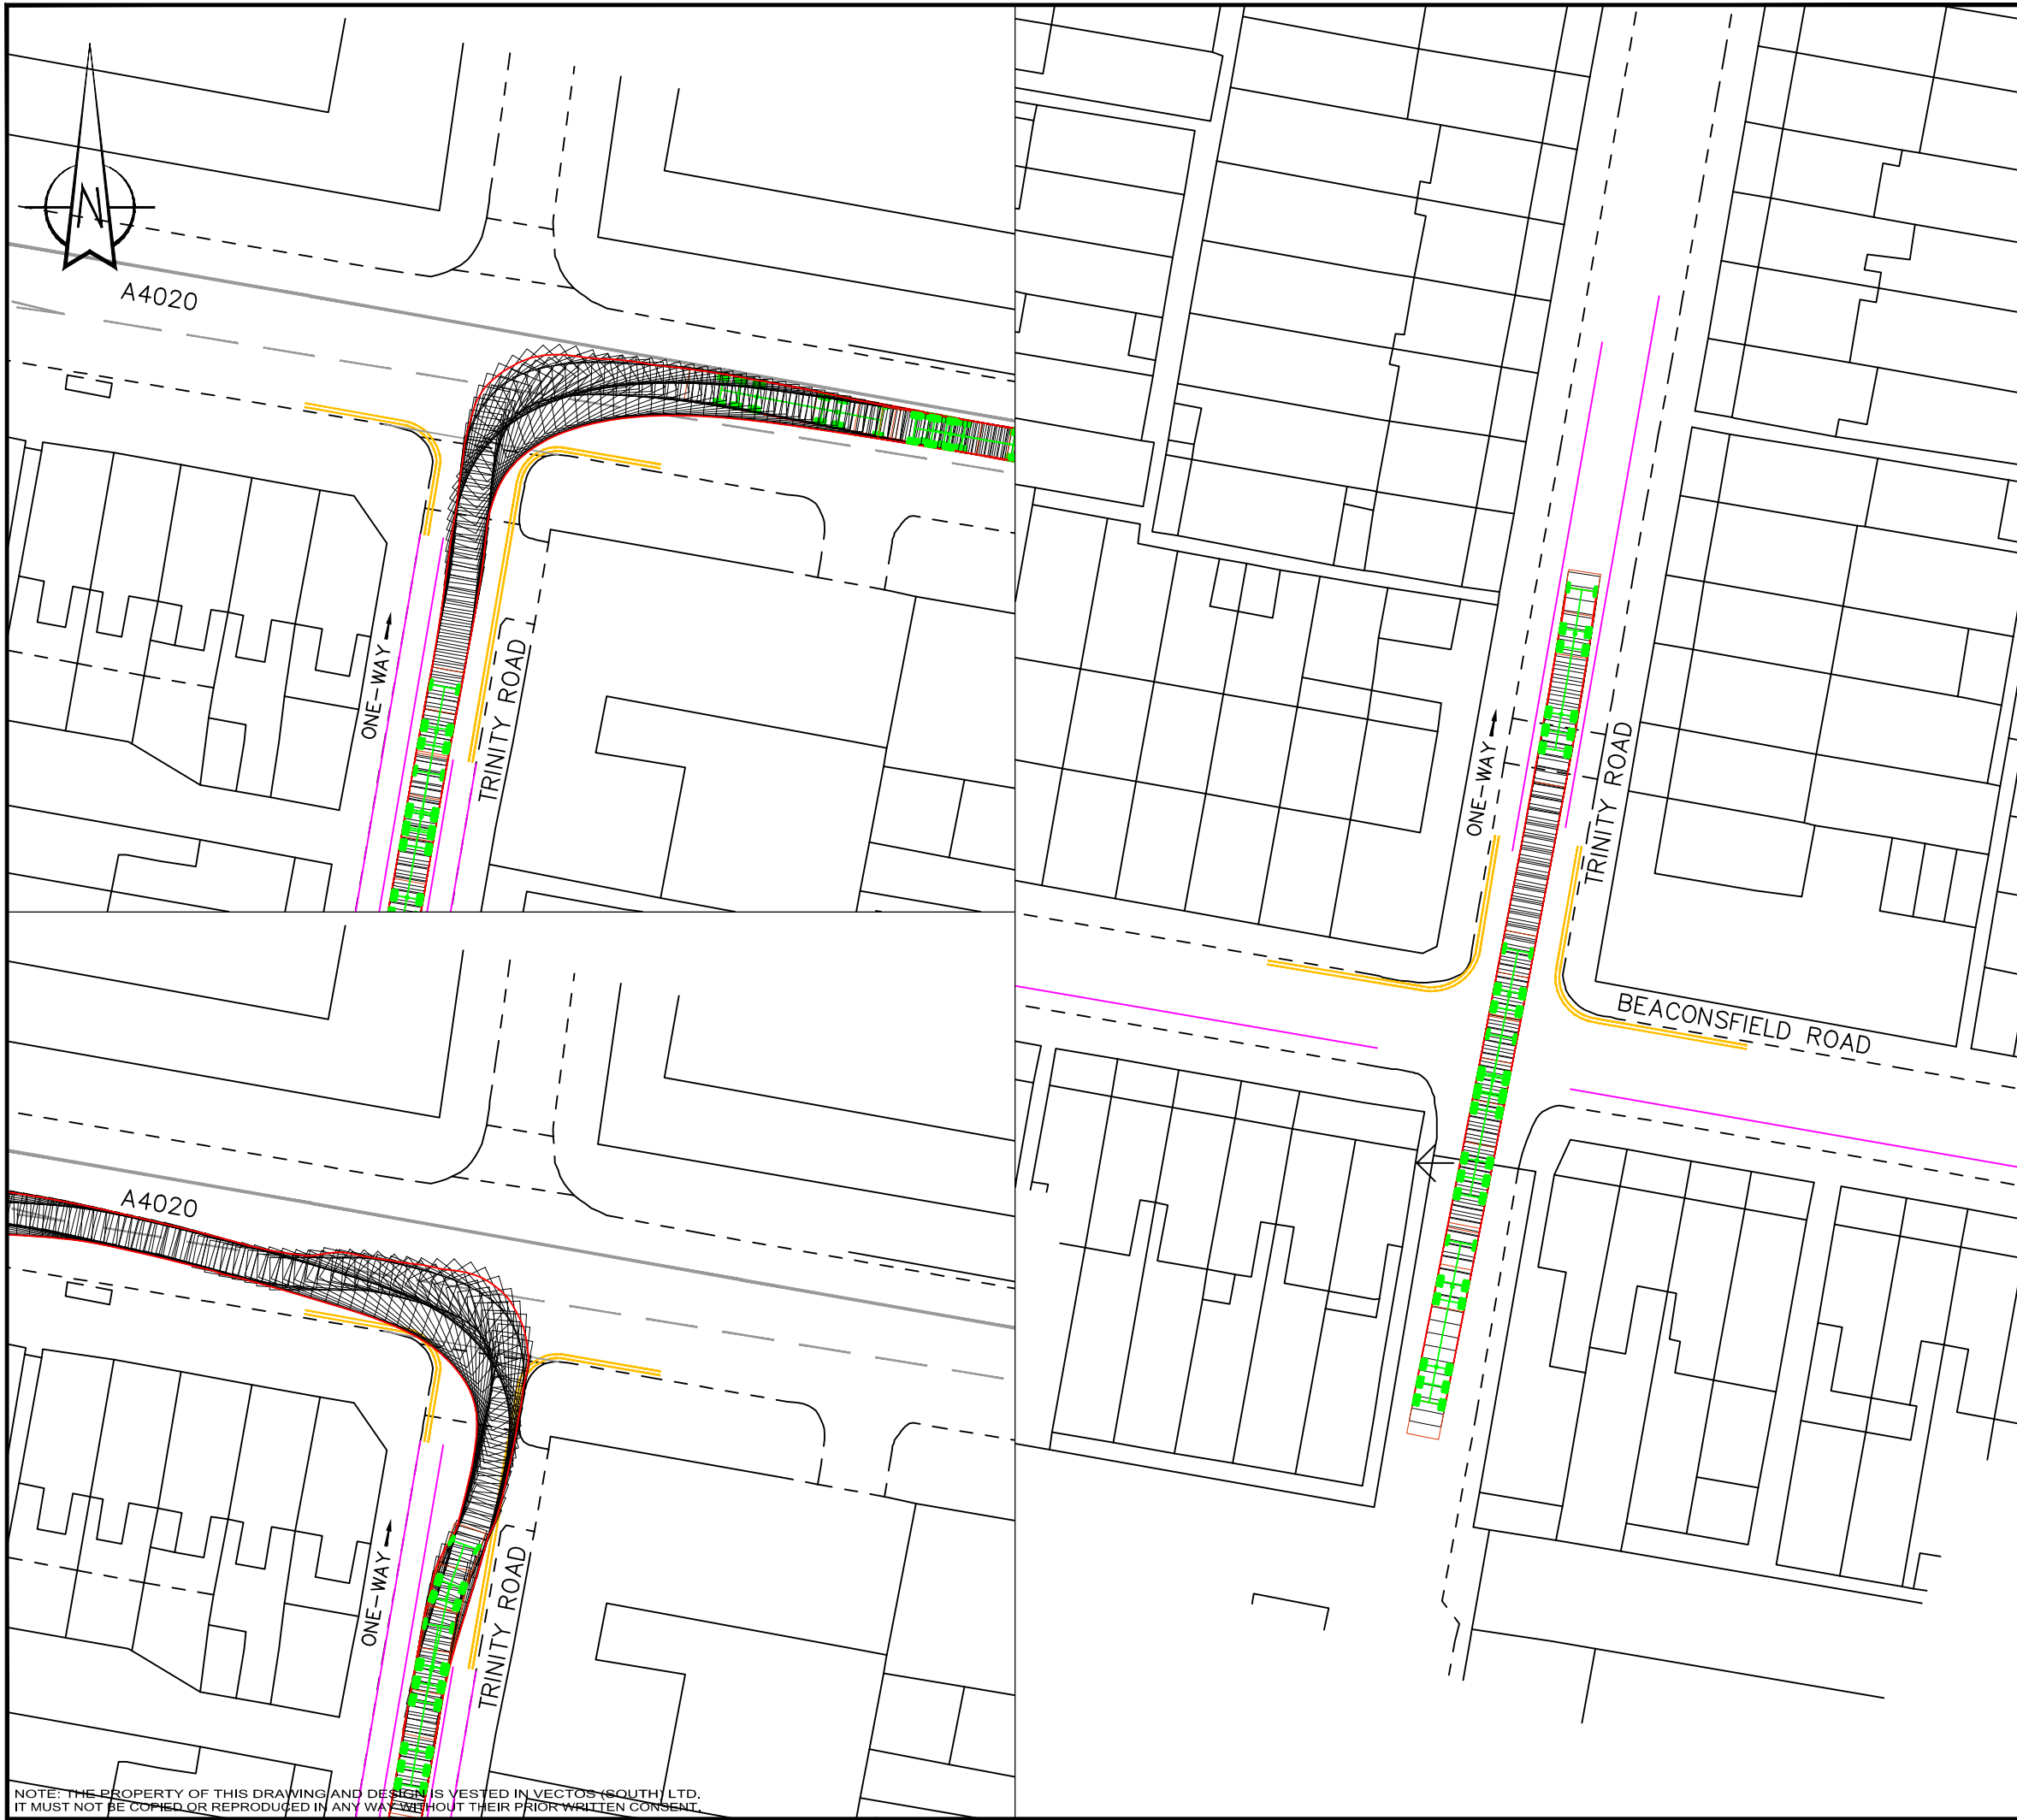 N
A4020
ONE-WAY
TRINITY ROAD
A4020
ONE-WAY
TRINITY ROAD
NOTE: THE PROPERTY OF THIS DRAWING AND DESIGN IS VESTED IN VECTOS (SOUTH) LTD.
IT MUST NOT BE COPIED OR REPRODUCED IN ANY WAY WITHOUT THEIR PRIOR WRITTEN CONSENT.
ONE-WAY
TRINITY ROAD
BEACONSFIELD ROAD